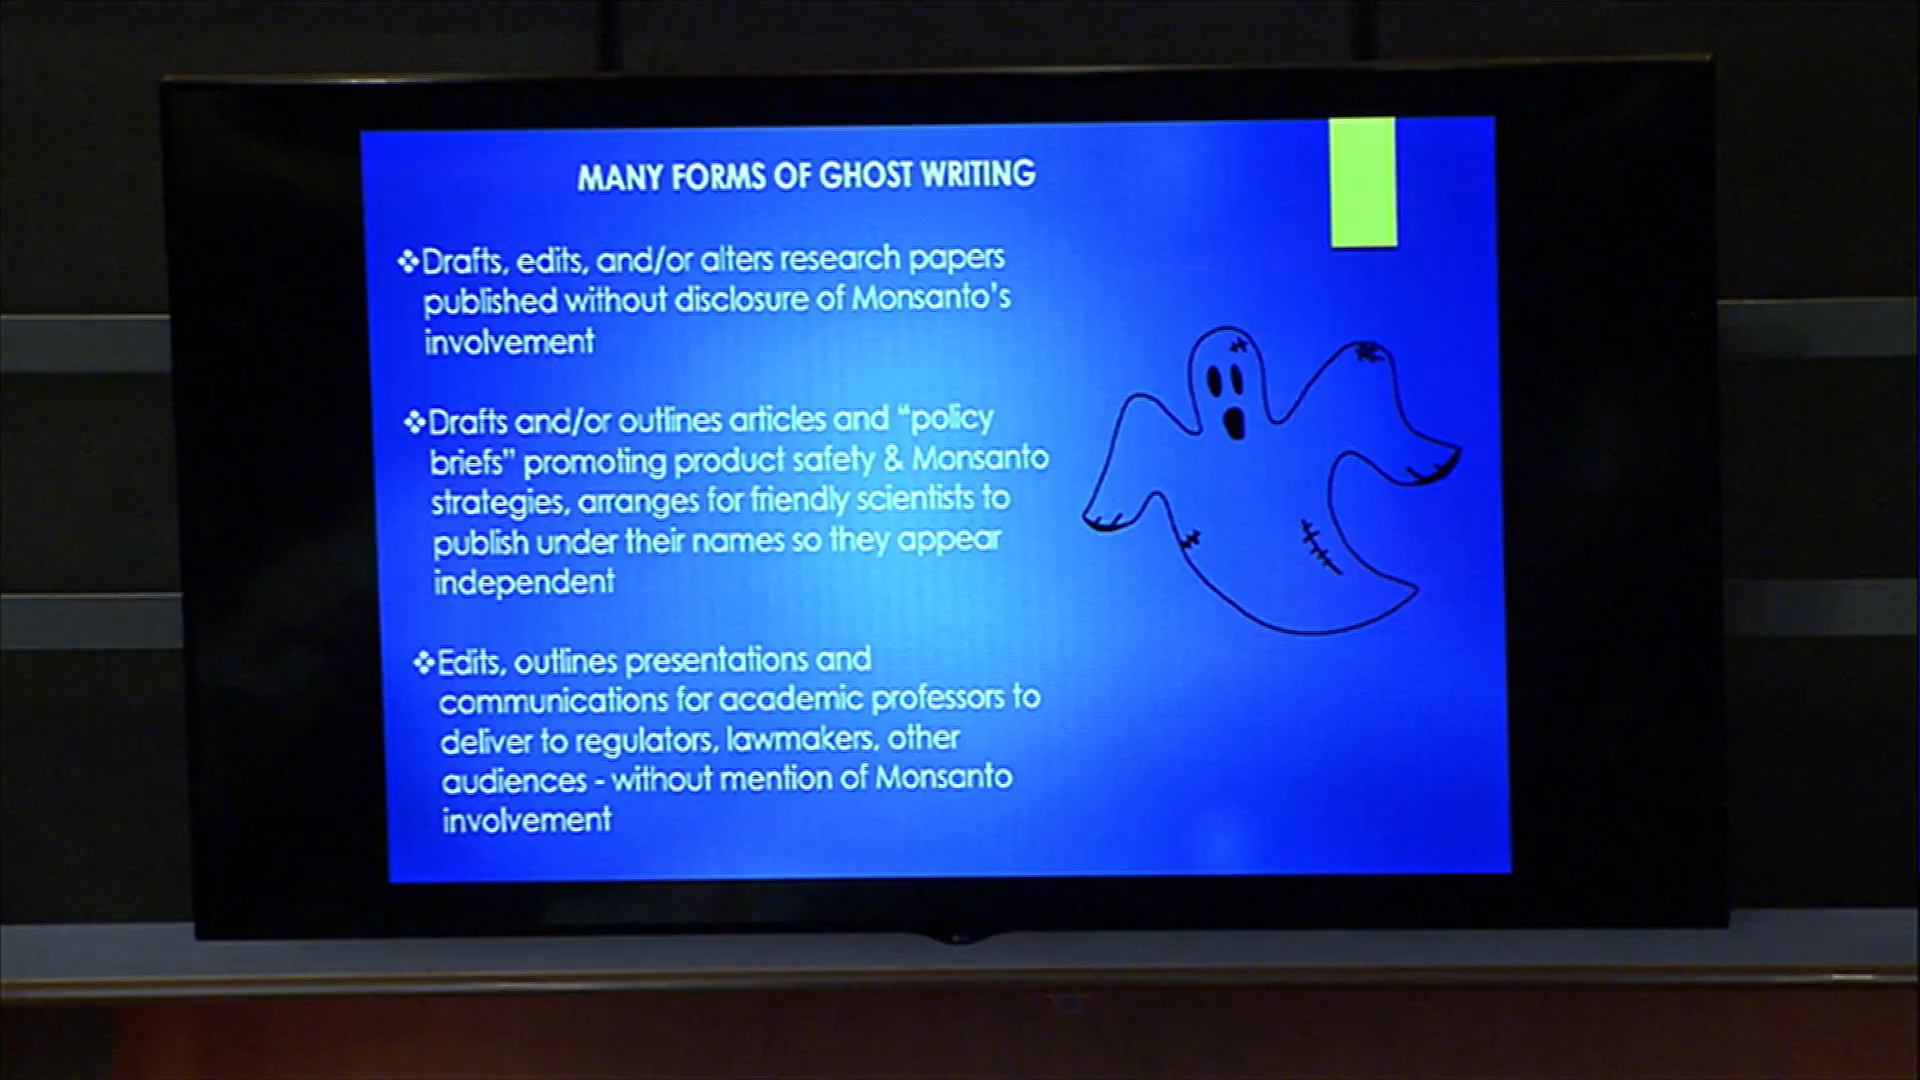 MANY FORMS OF GHOST WRITING
❖Drafts, edits, and/or alters research papers
published without disclosure of Monsanto's
involvement
❖Drafts and/or outlines articles and “policy
briefs” promoting product safety & Monsanto
strategies, arranges for friendly scientists to
publish under their names so they appear
independent
❖Edits, outlines presentations and
communications for academic professors to
deliver to regulators, lawmakers, other
audiences - without mention of Monsanto
involvement